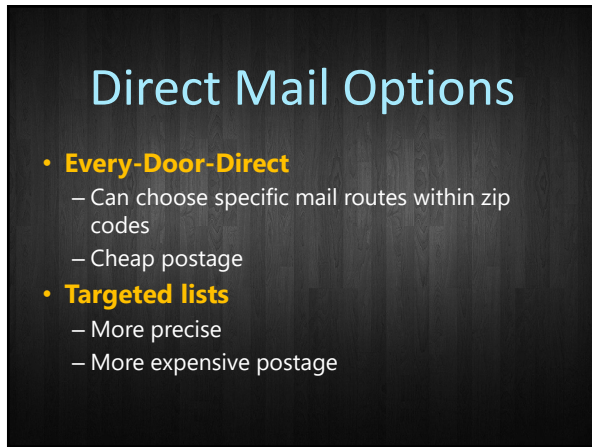 Direct Mail Options
• Every-Door-Direct
– Can choose specific mail routes within zip
codes
– Cheap postage
• Targeted lists
– More precise
– More expensive postage